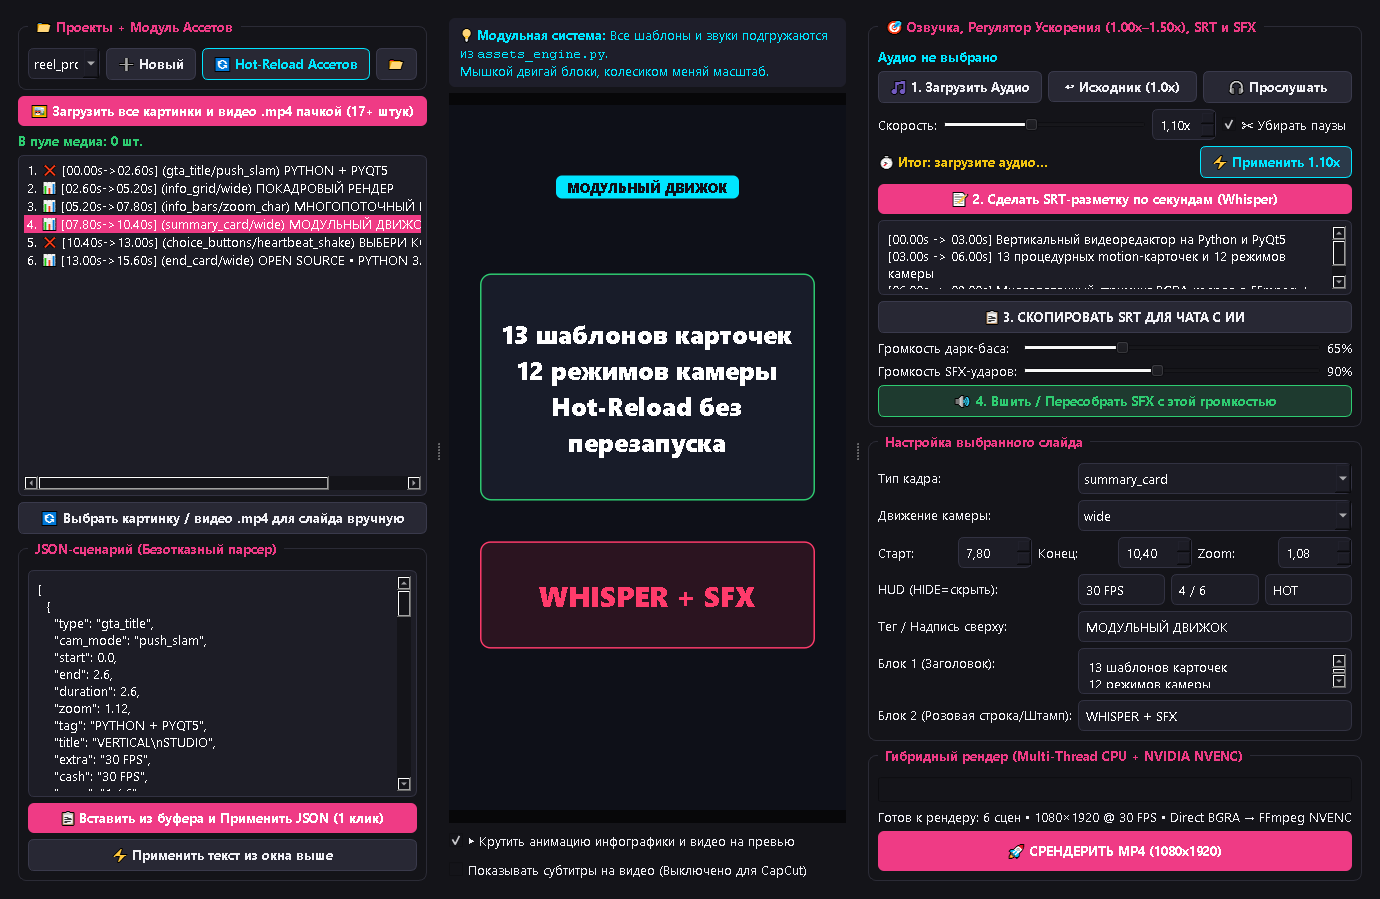 Проекты + Модуль Ассетов
reel_prc
Новый
Hot-Reload Ассетов
Загрузить все картинки и видео .mp4 пачкой (17+ штук)
В пуле медиа: 0 шт.
1. ❌ [00.00s->02.60s] (gta_title/push_slam) PYTHON + PYQT5
2. 📊 [02.60s->05.20s] (info_grid/wide) ПОКАДРОВЫЙ РЕНДЕР
3. 📊 [05.20s->07.80s] (info_bars/zoom_char) МНОГОПОТОЧНЫЙ
4. 📊 [07.80s->10.40s] (summary_card/wide) МОДУЛЬНЫЙ ДВИЖО
5. ❌ [10.40s->13.00s] (choice_buttons/heartbeat_shake) ВЫБЕРИ К
6. 📊 [13.00s->15.60s] (end_card/wide) OPEN SOURCE • PYTHON 3.
Выбрать картинку / видео .mp4 для слайда вручную
JSON-сценарий (Безотказный парсер)
[
{
"type": "gta_title",
"cam_mode": "push_slam",
"start": 0.0,
"end": 2.6,
"duration": 2.6,
"zoom": 1.12,
"tag": "PYTHON + PYQT5",
"title": "VERTICAL\nSTUDIO",
"extra": "30 FPS",
"cash": "30 FPS",
Вставить из буфера и Применить JSON (1 клик)
⚡ Применить текст из окна выше
💡 Модульная система: Все шаблоны и звуки подгружаются
из assets_engine.py.
Мышкой двигай блоки, колесиком меняй масштаб.
МОДУЛЬНЫЙ ДВИЖОК
13 шаблонов карточек
12 режимов камеры
Hot-Reload без
перезапуска
WHISPER + SFX
✓ ▸ Крутить анимацию инфографики и видео на превью
Показывать субтитры на видео (Выключено для CapCut)
🎯 Озвучка, Регулятор Ускорения (1.00x–1.50x), SRT и SFX
Аудио не выбрано
🎵 1. Загрузить Аудио
↩ Исходник (1.0x)
🎧 Прослушать
Скорость:
1,10x
✓ ✂ Убирать паузы
⏱ Итог: загрузите аудио...
⚡ Применить 1.10x
📝 2. Сделать SRT-разметку по секундам (Whisper)
[00.00s -> 03.00s] Вертикальный видеоредактор на Python и PyQt5
[03.00s -> 06.00s] 13 процедурных motion-карточек и 12 режимов
камеры
📋 3. СКОПИРОВАТЬ SRT ДЛЯ ЧАТА С ИИ
Громкость дарк-баса:
65%
Громкость SFX-ударов:
90%
🔊 4. Вшить / Пересобрать SFX с этой громкостью
Настройка выбранного слайда
Тип кадра:
summary_card
Движение камеры:
wide
Старт:
7,80
Конец:
10,40
Zoom:
1,08
HUD (HIDE=скрыть):
30 FPS
4 / 6
HOT
Тег / Надпись сверху:
МОДУЛЬНЫЙ ДВИЖОК
Блок 1 (Заголовок):
13 шаблонов карточек
12 режимов камеры
Блок 2 (Розовая строка/Штамп):
WHISPER + SFX
Гибридный рендер (Multi-Thread CPU + NVIDIA NVENC)
Готов к рендеру: 6 сцен • 1080×1920 @ 30 FPS • Direct BGRA → FFmpeg NVENC
🚀 СРЕНДЕРИТЬ MP4 (1080x1920)